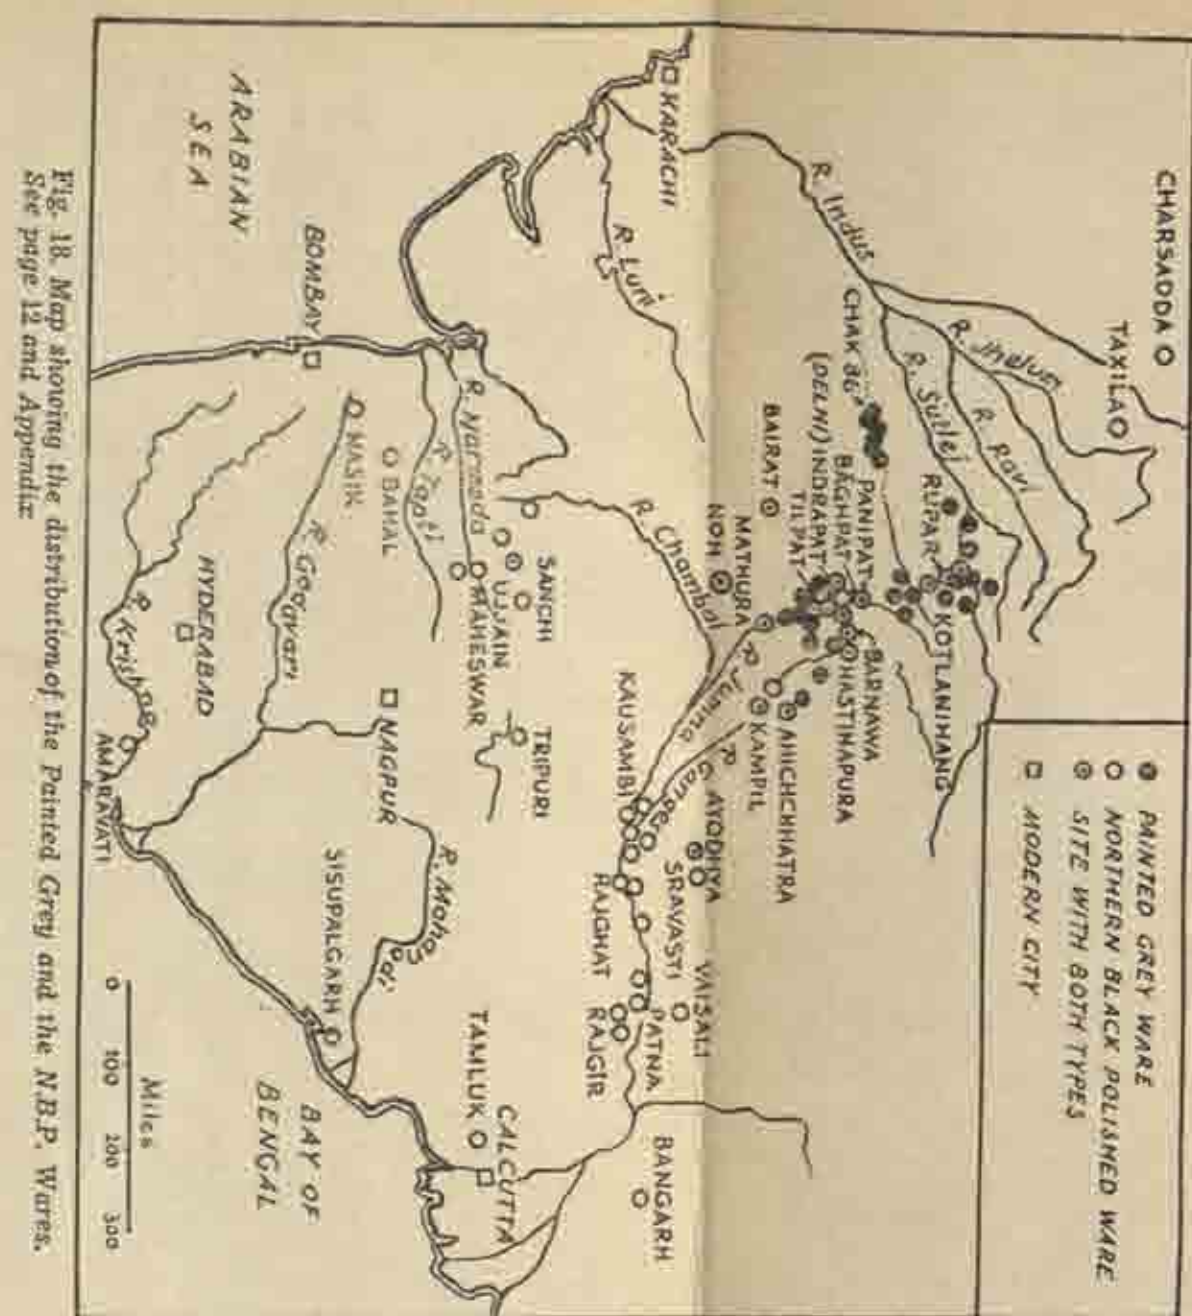 CHARSADDA
TAXILA
R. Jhelum
R. Ravi
R. Sutlej
R. Indus
KARACHI
R. Luni
CHAK 86
RUPAR
KOTLANIHANG
PANIPAT
BAGHPAT
(DELHI) INDRAPAT
TILPAT
BARNAWA
HASTINAPURA
BAIRAT
NOH
MATHURA
AHICHCHHATRA
KAMPIL
R. Chambal
R. Jumna
R. Ganges
AYODHYA
SRAVASTI
KAUSAMBI
RAJGHAT
VAISALI
PATNA
RAJGIR
BANGARH
SANCHI
UJJAIN
MAHESWAR
TRIPURI
R. Narmada
R. Tapti
BAHAL
NASIK
BOMBAY
ARABIAN
SEA
NAGPUR
R. Mahanadi
SISUPALGARH
TAMLUK
CALCUTTA
R. Godavari
HYDERABAD
R. Krishna
AMARAVATI
BAY OF
BENGAL
PAINTED GREY WARE
NORTHERN BLACK POLISHED WARE
SITE WITH BOTH TYPES
MODERN CITY
Miles
0 100 200 300
Fig. 18. Map showing the distribution of the Painted Grey and the N.B.P. Wares.
See page 12 and Appendix